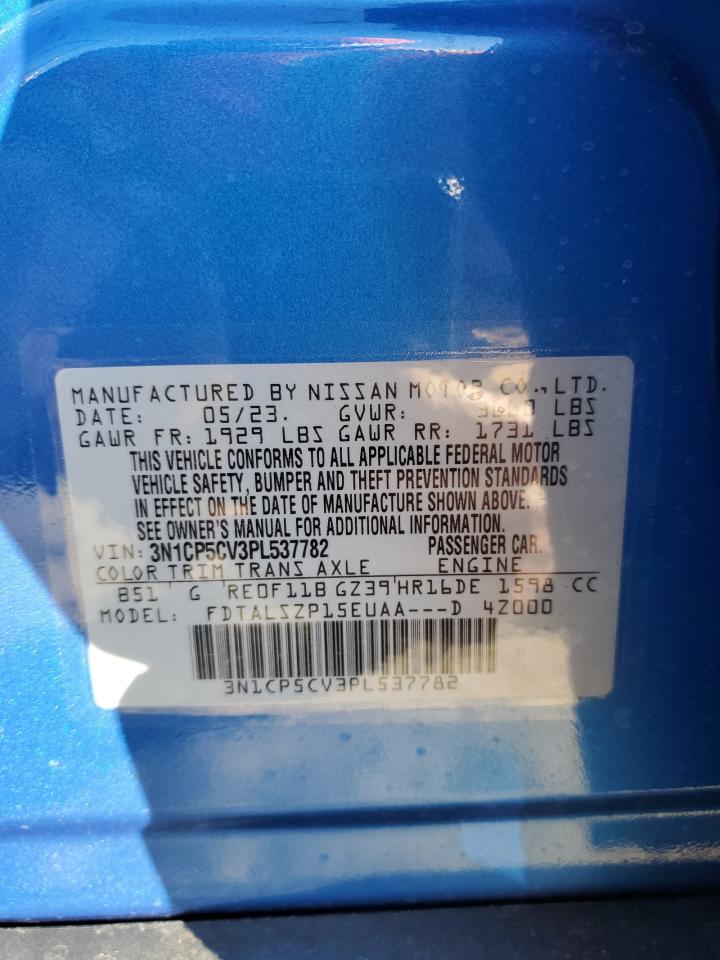 MANUFACTURED BY NISSAN MOTOR CO.,LTD.
DATE: 05/23. GVWR: LBS
GAWR FR: 1929 LBS GAWR RR: 1731 LBS
THIS VEHICLE CONFORMS TO ALL APPLICABLE FEDERAL MOTOR
VEHICLE SAFETY, BUMPER AND THEFT PREVENTION STANDARDS
IN EFFECT ON THE DATE OF MANUFACTURE SHOWN ABOVE.
SEE OWNER'S MANUAL FOR ADDITIONAL INFORMATION.
VIN: 3N1CP5CV3PL537782 PASSENGER CAR.
COLOR TRIM TRANS AXLE ENGINE
B51 G RE0F11B GZ39 HR16DE 1598 CC
MODEL: FDTALSZP15EUAA---D 4Z000
3N1CP5CV3PL537782